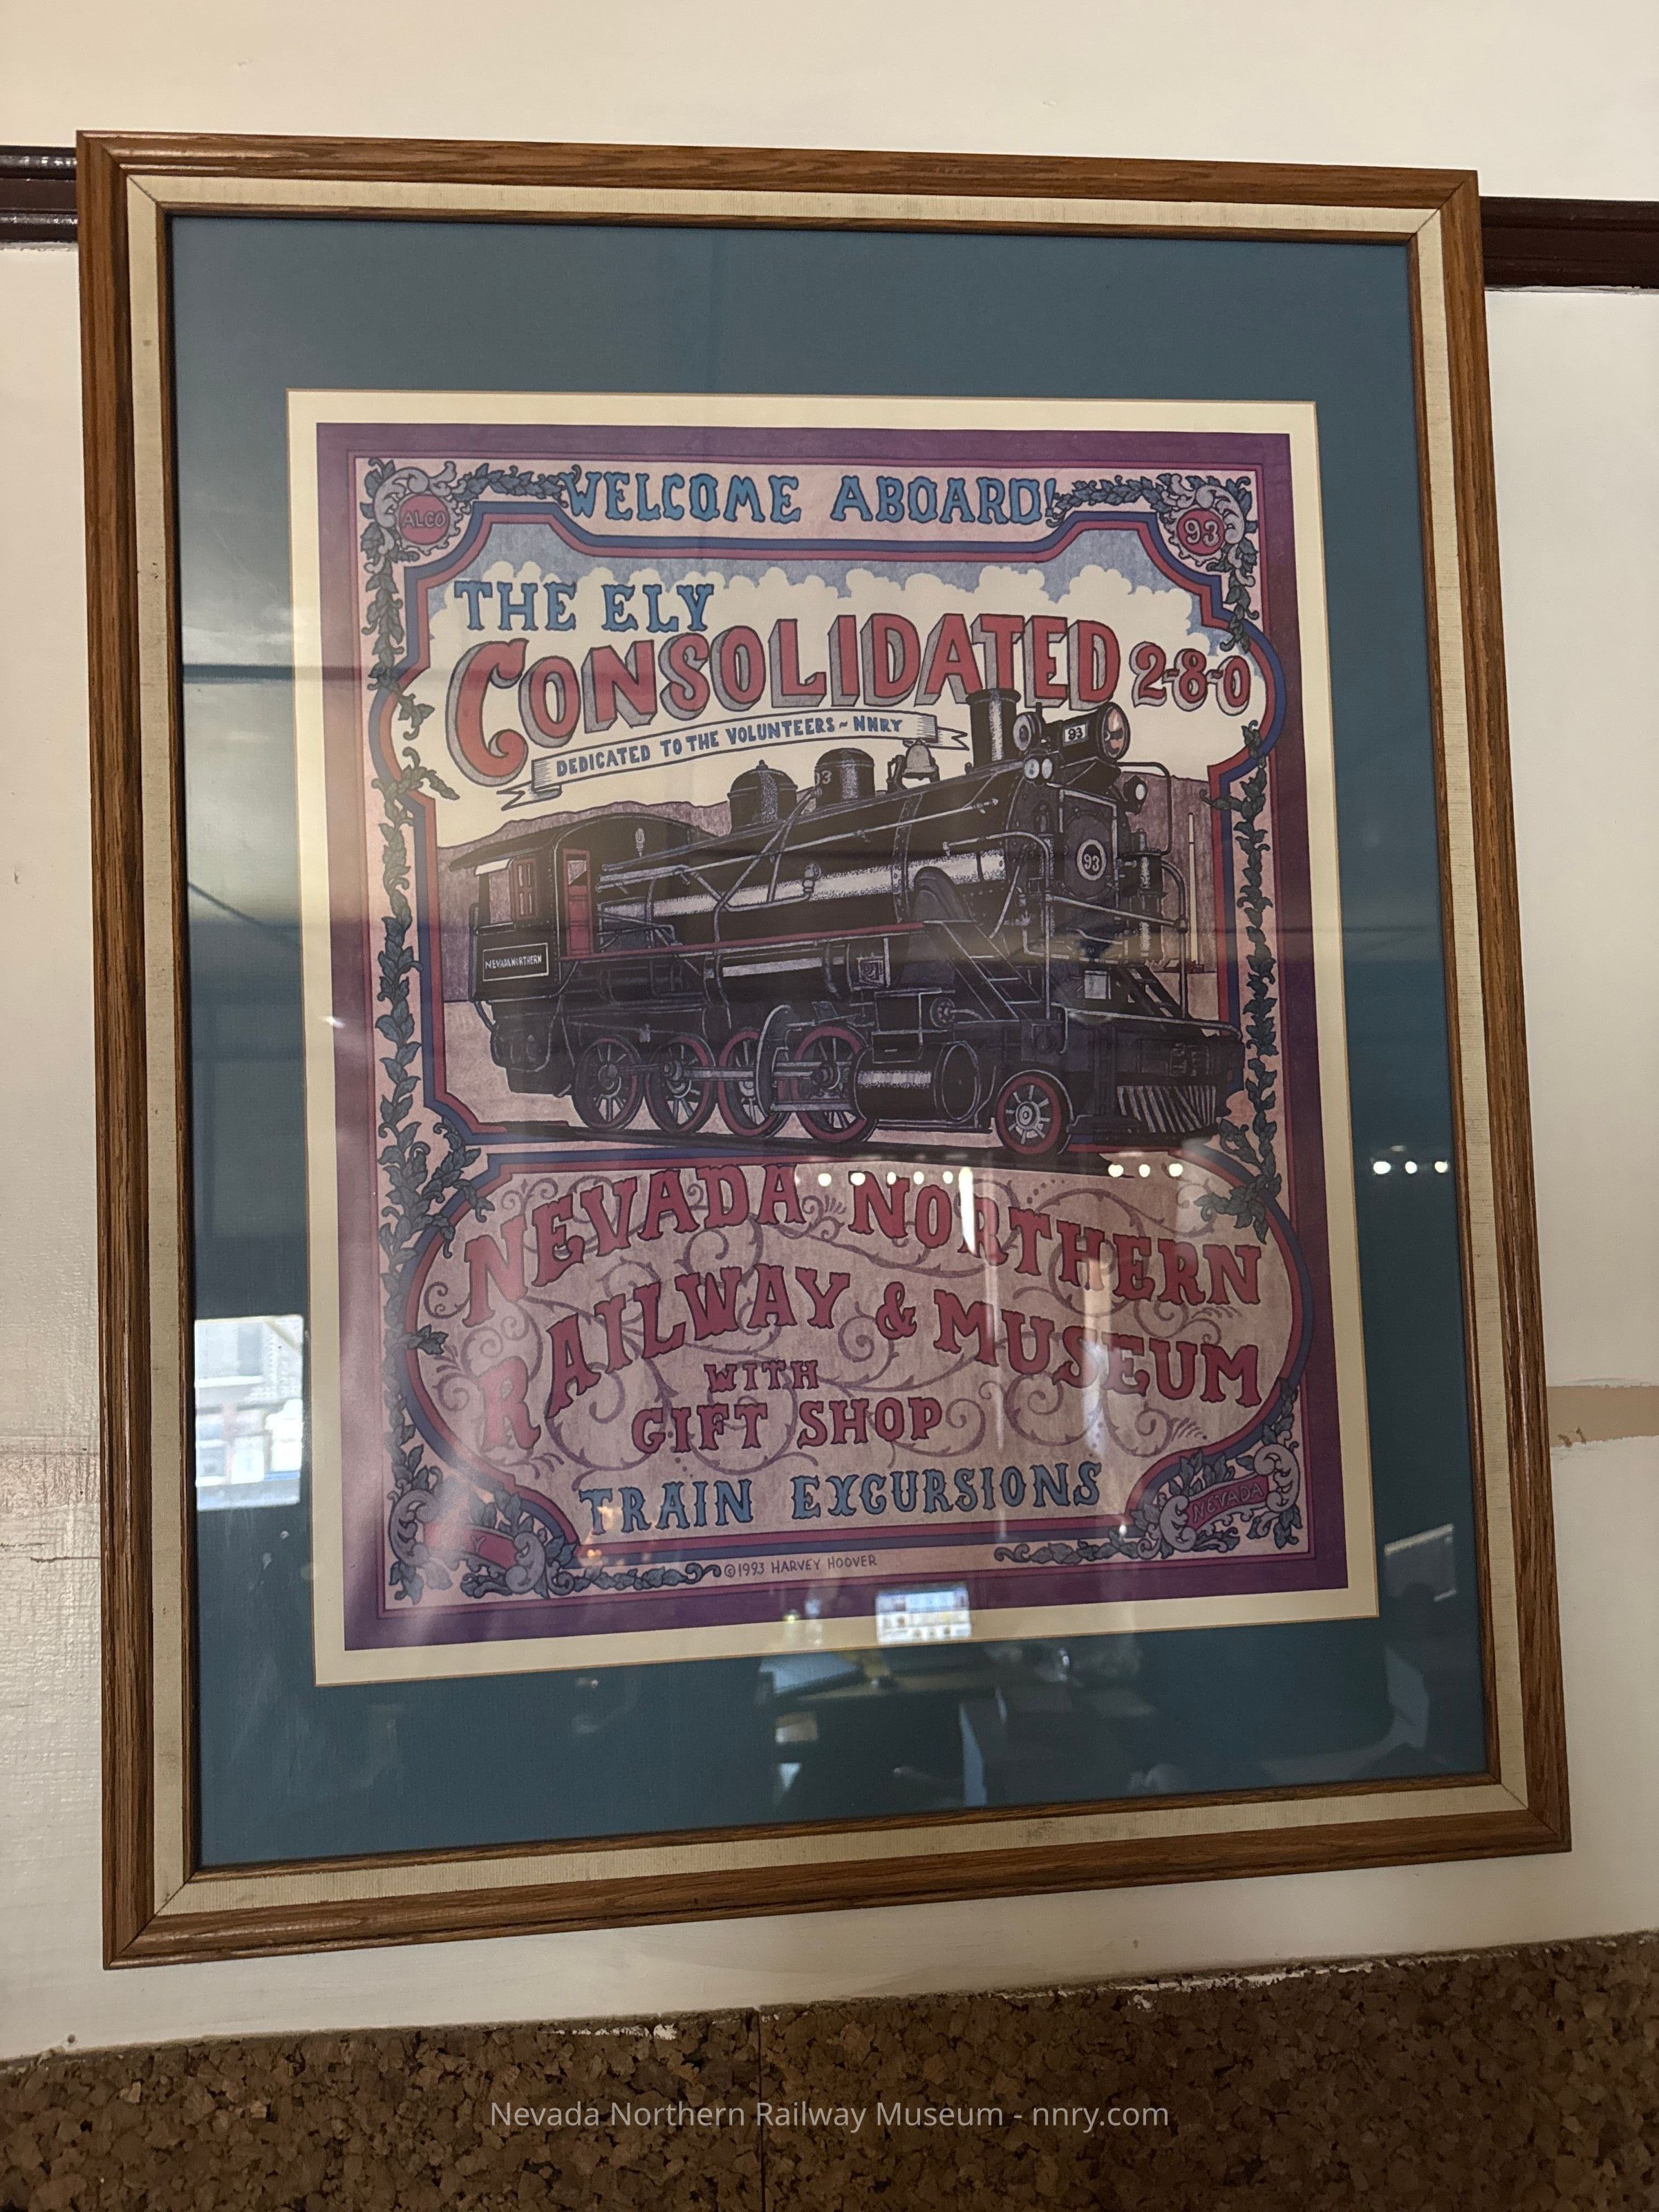 WELCOME ABOARD!
ALCO
93
THE ELY
CONSOLIDATED 2-8-0
DEDICATED TO THE VOLUNTEERS ~ NNRY
93
93
93
NEVADA NORTHERN
NEVADA NORTHERN
RAILWAY & MUSEUM
WITH
GIFT SHOP
TRAIN EXCURSIONS
NEVADA
©1993 HARVEY HOOVER
Nevada Northern Railway Museum - nnry.com